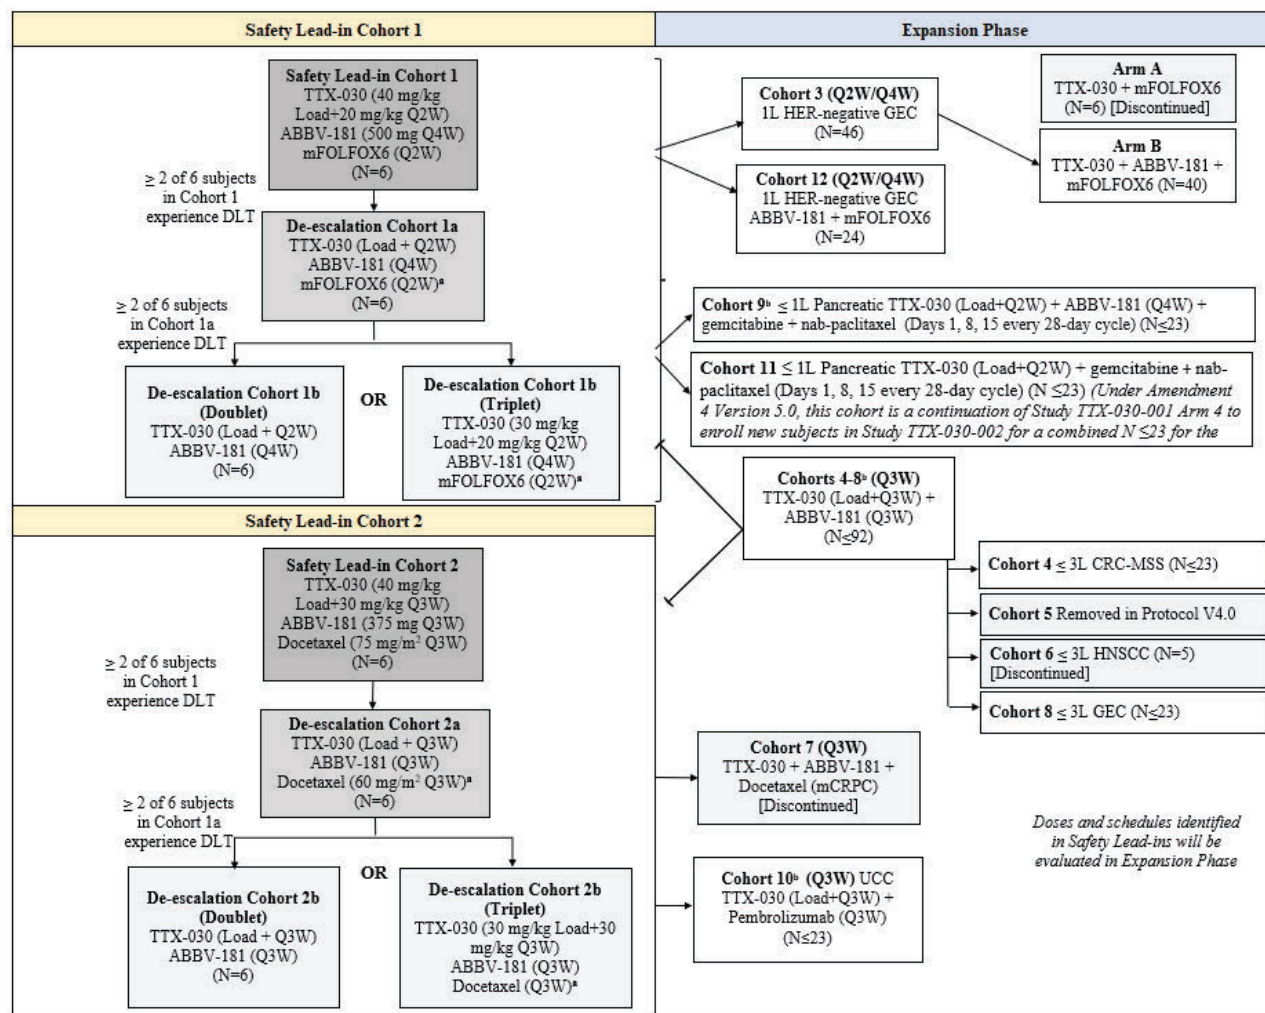 Safety Lead-in Cohort 1
Expansion Phase
Safety Lead-in Cohort 1
TTX-030 (40 mg/kg
Load+20 mg/kg Q2W)
ABBV-181 (500 mg Q4W)
mFOLFOX6 (Q2W)
(N=6)
≥ 2 of 6 subjects
in Cohort 1
experience DLT
De-escalation Cohort 1a
TTX-030 (Load + Q2W)
ABBV-181 (Q4W)
mFOLFOX6 (Q2W)ᵃ
(N=6)
≥ 2 of 6 subjects
in Cohort 1a
experience DLT
De-escalation Cohort 1b
(Doublet)
TTX-030 (Load + Q2W)
ABBV-181 (Q4W)
(N=6)
OR
De-escalation Cohort 1b
(Triplet)
TTX-030 (30 mg/kg
Load+20 mg/kg Q2W)
ABBV-181 (Q4W)
mFOLFOX6 (Q2W)ᵃ
Cohort 3 (Q2W/Q4W)
1L HER-negative GEC
(N=46)
Arm A
TTX-030 + mFOLFOX6
(N=6) [Discontinued]
Arm B
TTX-030 + ABBV-181 +
mFOLFOX6 (N=40)
Cohort 12 (Q2W/Q4W)
1L HER-negative GEC
ABBV-181 + mFOLFOX6
(N=24)
Cohort 9ᵇ ≤ 1L Pancreatic TTX-030 (Load+Q2W) + ABBV-181 (Q4W) +
gemcitabine + nab-paclitaxel (Days 1, 8, 15 every 28-day cycle) (N≤23)
Cohort 11 ≤ 1L Pancreatic TTX-030 (Load+Q2W) + gemcitabine + nab-
paclitaxel (Days 1, 8, 15 every 28-day cycle) (N ≤23) (Under Amendment
4 Version 5.0, this cohort is a continuation of Study TTX-030-001 Arm 4 to
enroll new subjects in Study TTX-030-002 for a combined N ≤23 for the
Cohorts 4-8ᵇ (Q3W)
TTX-030 (Load+Q3W) +
ABBV-181 (Q3W)
(N≤92)
Cohort 4 ≤ 3L CRC-MSS (N≤23)
Cohort 5 Removed in Protocol V4.0
Cohort 6 ≤ 3L HNSCC (N=5)
[Discontinued]
Cohort 8 ≤ 3L GEC (N≤23)
Safety Lead-in Cohort 2
Safety Lead-in Cohort 2
TTX-030 (40 mg/kg
Load+30 mg/kg Q3W)
ABBV-181 (375 mg Q3W)
Docetaxel (75 mg/m² Q3W)
(N=6)
≥ 2 of 6 subjects
in Cohort 1
experience DLT
De-escalation Cohort 2a
TTX-030 (Load + Q3W)
ABBV-181 (Q3W)
Docetaxel (60 mg/m² Q3W)ᵃ
(N=6)
≥ 2 of 6 subjects
in Cohort 1a
experience DLT
De-escalation Cohort 2b
(Doublet)
TTX-030 (Load + Q3W)
ABBV-181 (Q3W)
(N=6)
OR
De-escalation Cohort 2b
(Triplet)
TTX-030 (30 mg/kg Load+30
mg/kg Q3W)
ABBV-181 (Q3W)
Docetaxel (Q3W)ᵃ
Cohort 7 (Q3W)
TTX-030 + ABBV-181 +
Docetaxel (mCRPC)
[Discontinued]
Cohort 10ᵇ (Q3W) UCC
TTX-030 (Load+Q3W) +
Pembrolizumab (Q3W)
(N≤23)
Doses and schedules identified
in Safety Lead-ins will be
evaluated in Expansion Phase